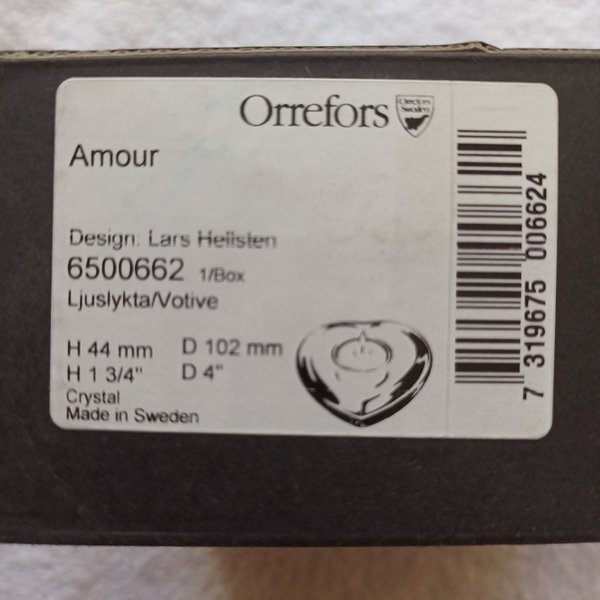 Orrefors
Orrefors
Sweden
Amour
Design: Lars Hellsten
6500662 1/Box
Ljuslykta/Votive
H 44 mm D 102 mm
H 1 3/4" D 4"
Crystal
Made in Sweden
7 319675 006624